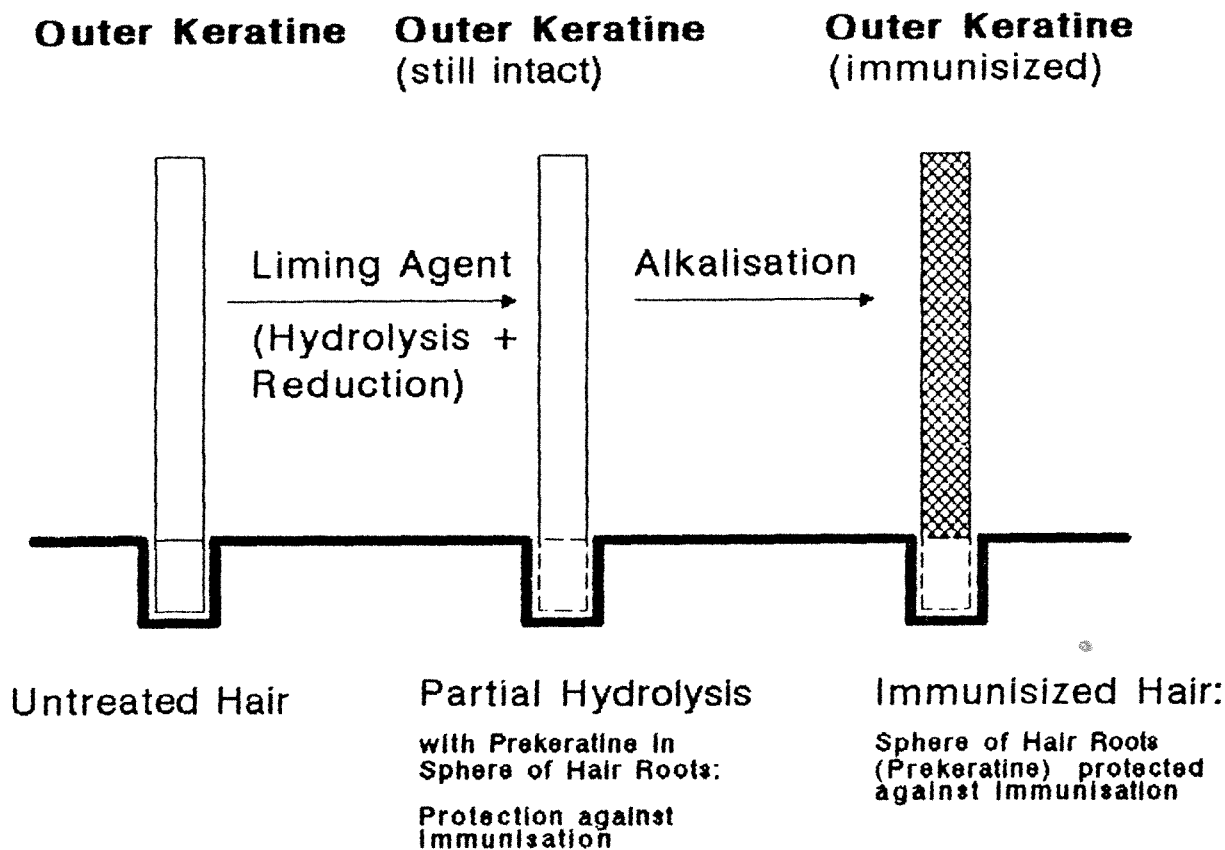 Outer Keratine
Outer Keratine
(still intact)
Outer Keratine
(immunisized)
Liming Agent
(Hydrolysis +
Reduction)
Alkalisation
Untreated Hair
Partial Hydrolysis
with Prekeratine in
Sphere of Hair Roots:
Protection against
Immunisation
Immunisized Hair:
Sphere of Hair Roots
(Prekeratine) protected
against Immunisation